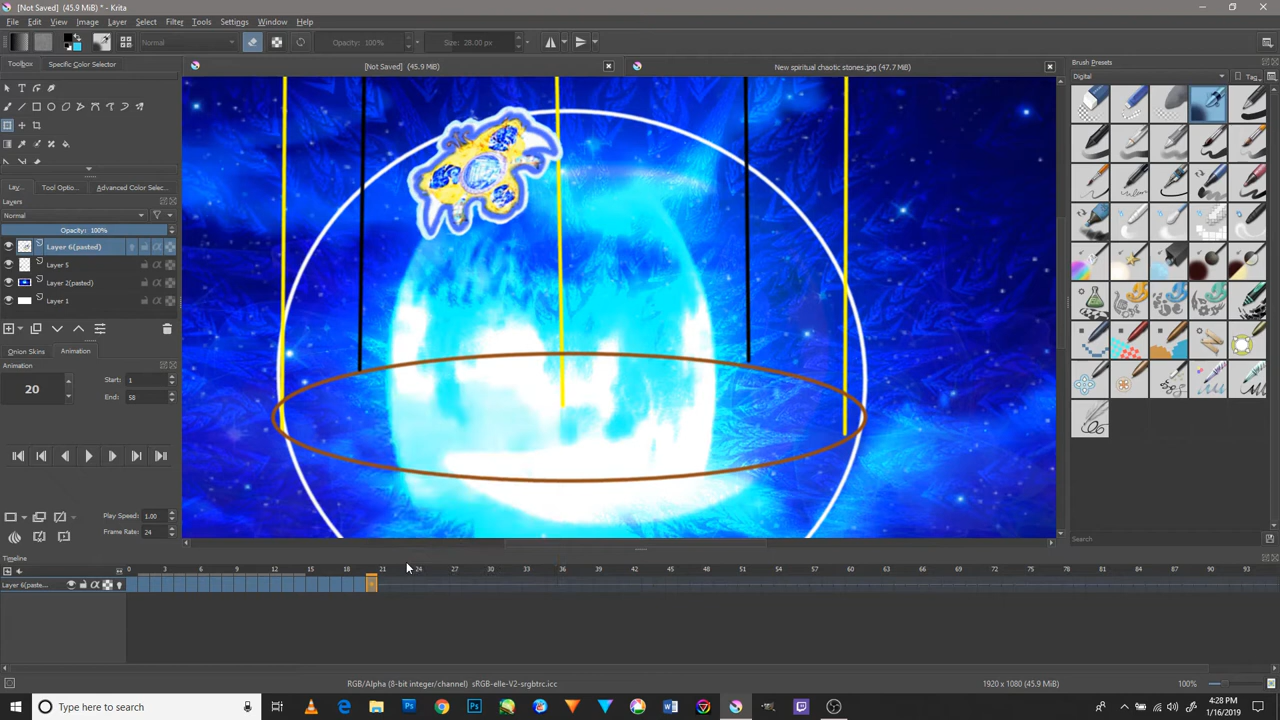 [Not Saved] (45.9 MiB) * - Krita
File Edit View Image Layer Select Filter Tools Settings Window Help
Normal Opacity: 100% Size: 28.00 px
Toolbox Specific Color Selector
[Not Saved] (45.9 MiB)
New spiritual chaotic stones.jpg (47.7 MiB)
Brush Presets
Digital Tag
Lay... Tool Optio... Advanced Color Selec...
Layers
Normal
Opacity: 100%
Layer 6(pasted)
Layer 5
Layer 2(pasted)
Layer 1
Onion Skins Animation
Animation
20
Start: 1
End: 58
Play Speed: 1.00
Frame Rate: 24
Search
Timeline
0 3 6 9 12 15 18 21 24 27 30 33 36 39 42 45 48 51 54 57 60 63 66 69 72 75 78 81 84 87 90 93
Layer 6(paste...
RGB/Alpha (8-bit integer/channel) sRGB-elle-V2-srgbtrc.icc
1920 x 1080 (45.9 MiB)
100%
Type here to search
4:28 PM
1/16/2019